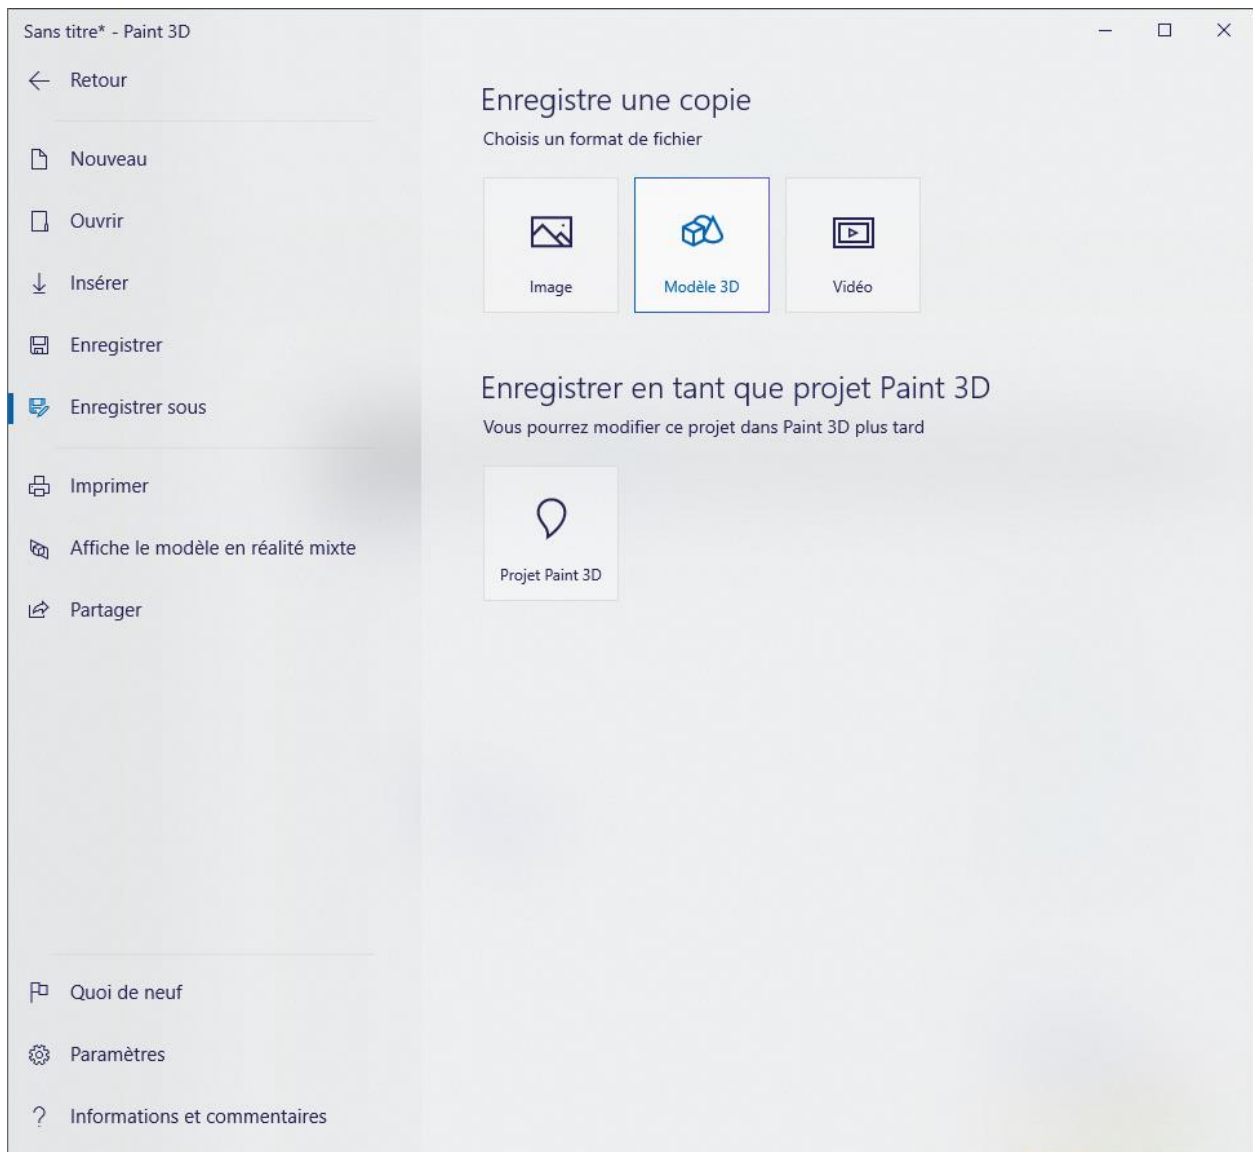 Sans titre* - Paint 3D
Retour
Nouveau
Ouvrir
Insérer
Enregistrer
Enregistrer sous
Imprimer
Affiche le modèle en réalité mixte
Partager
Quoi de neuf
Paramètres
Informations et commentaires
Enregistre une copie
Choisis un format de fichier
Image
Modèle 3D
Vidéo
Enregistrer en tant que projet Paint 3D
Vous pourrez modifier ce projet dans Paint 3D plus tard
Projet Paint 3D